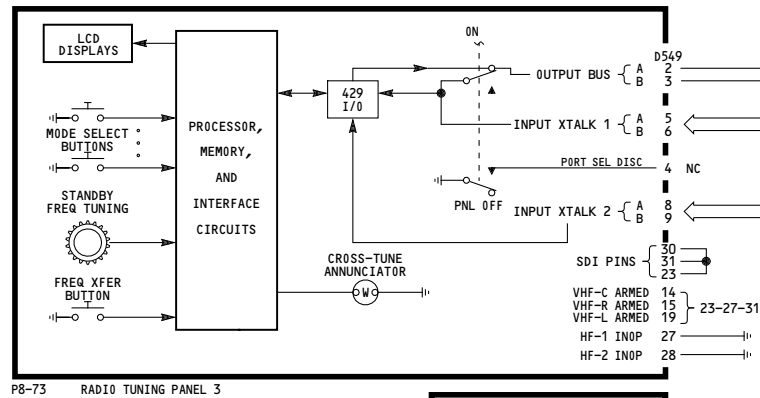 LCD
DISPLAYS
MODE SELECT
BUTTONS
STANDBY
FREQ TUNING
FREQ XFER
BUTTON
PROCESSOR,
MEMORY,
AND
INTERFACE
CIRCUITS
429
I/O
CROSS-TUNE
ANNUNCIATOR
W
ON
PNL OFF
D549
OUTPUT BUS A 2
B 3
INPUT XTALK 1 A 5
B 6
PORT SEL DISC 4 NC
INPUT XTALK 2 A 8
B 9
SDI PINS 30
31
23
VHF-C ARMED 14
VHF-R ARMED 15
VHF-L ARMED 19
23-27-31
HF-1 INOP 27
HF-2 INOP 28
P8-73 RADIO TUNING PANEL 3